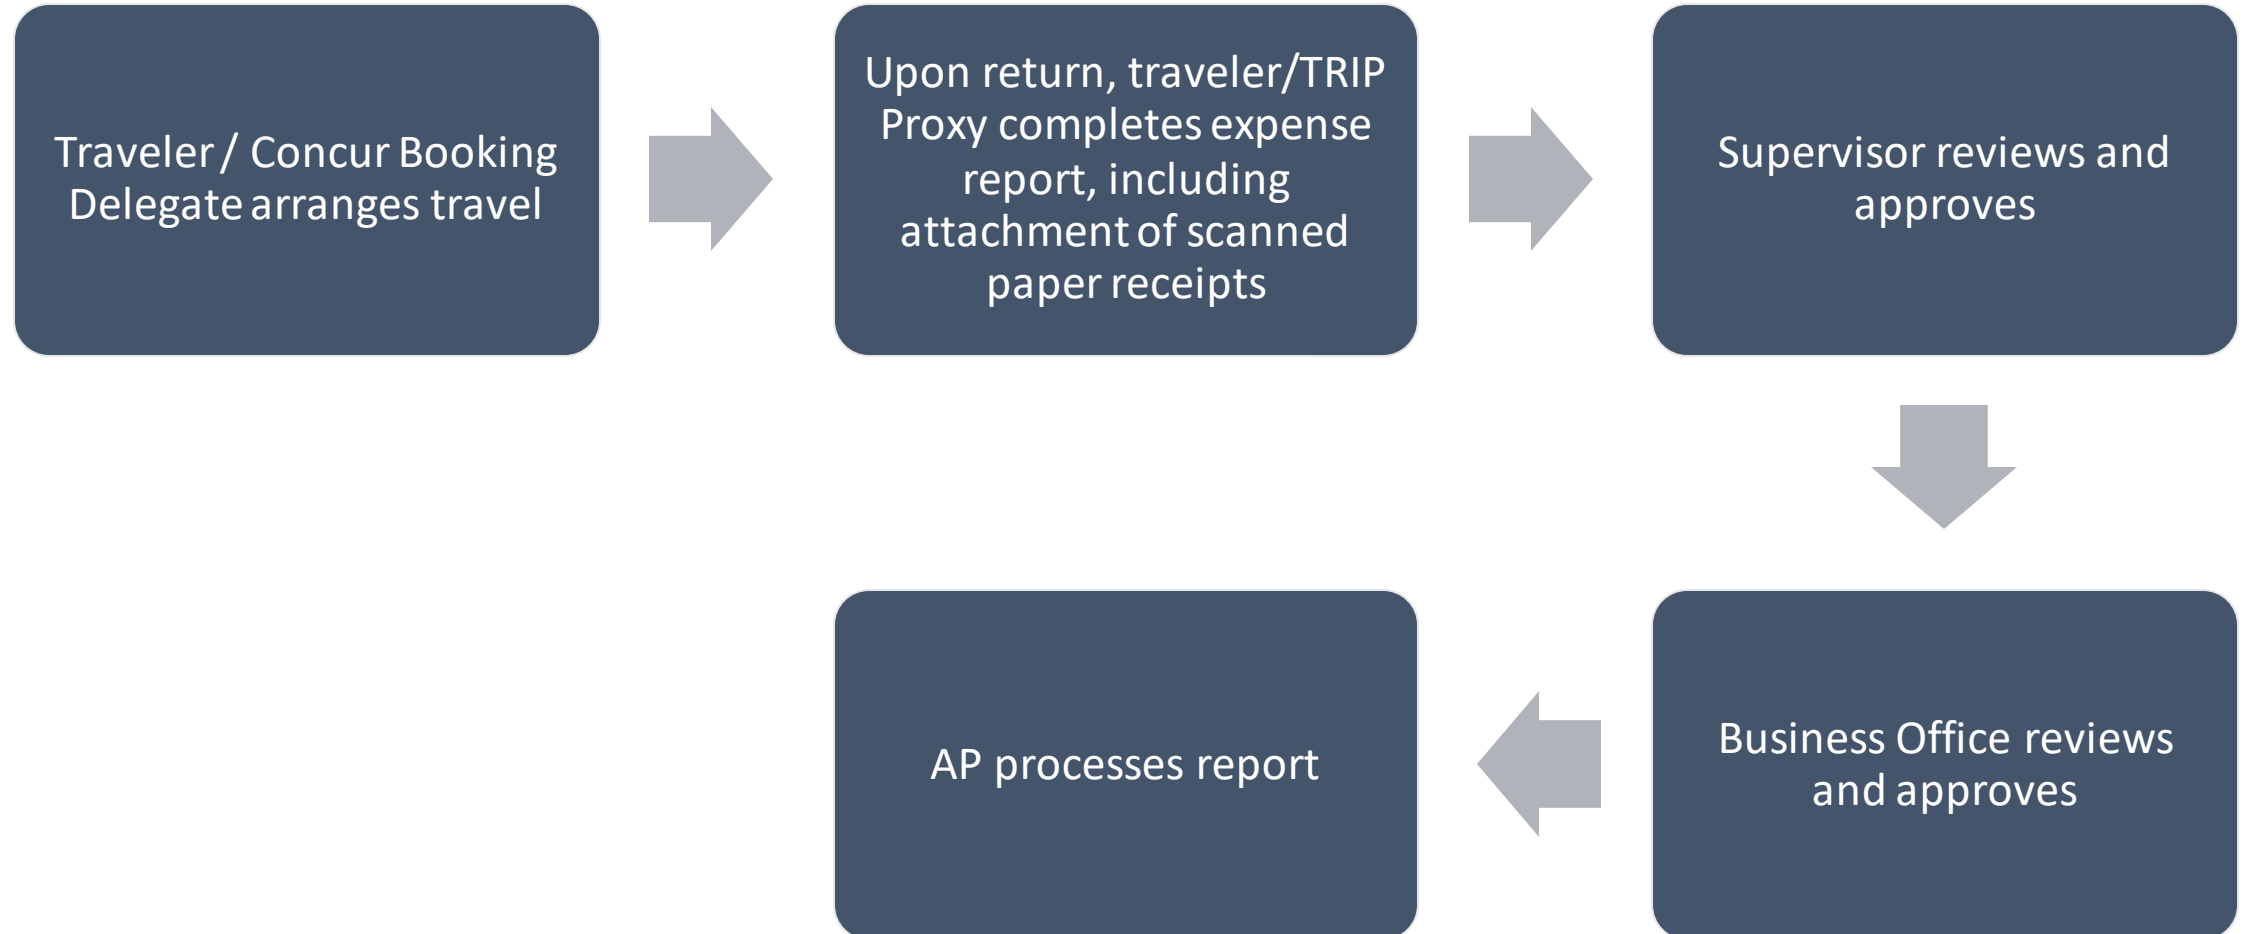 Traveler / Concur Booking
Delegate arranges travel
Upon return, traveler/TRIP
Proxy completes expense
report, including
attachment of scanned
paper receipts
Supervisor reviews and
approves
Business Office reviews
and approves
AP processes report